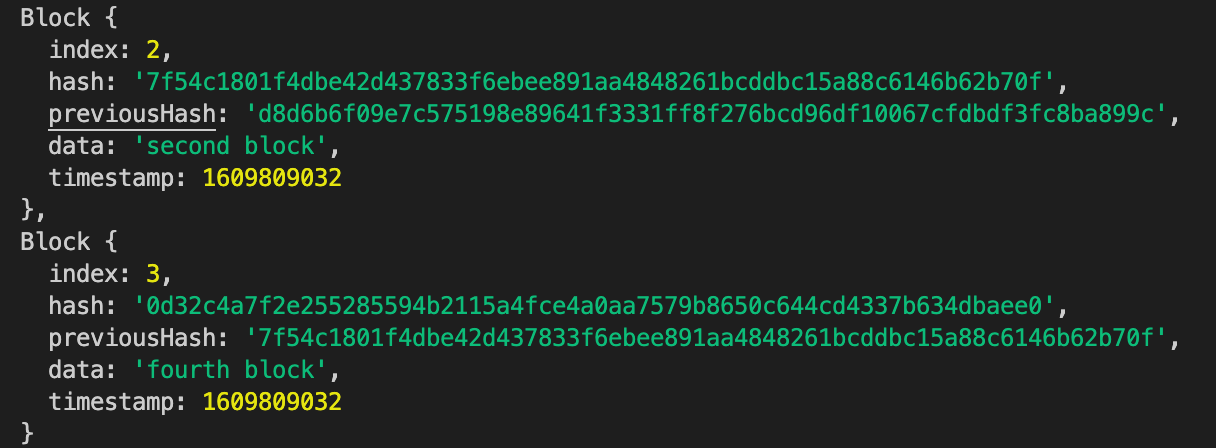 Block {
index: 2,
hash: '7f54c1801f4dbe42d437833f6ebee891aa4848261bcddbc15a88c6146b62b70f',
previousHash: 'd8d6b6f09e7c575198e89641f3331ff8f276bcd96df10067cfdbdf3fc8ba899c',
data: 'second block',
timestamp: 1609809032
},
Block {
index: 3,
hash: '0d32c4a7f2e255285594b2115a4fce4a0aa7579b8650c644cd4337b634dbaee0',
previousHash: '7f54c1801f4dbe42d437833f6ebee891aa4848261bcddbc15a88c6146b62b70f',
data: 'fourth block',
timestamp: 1609809032
}